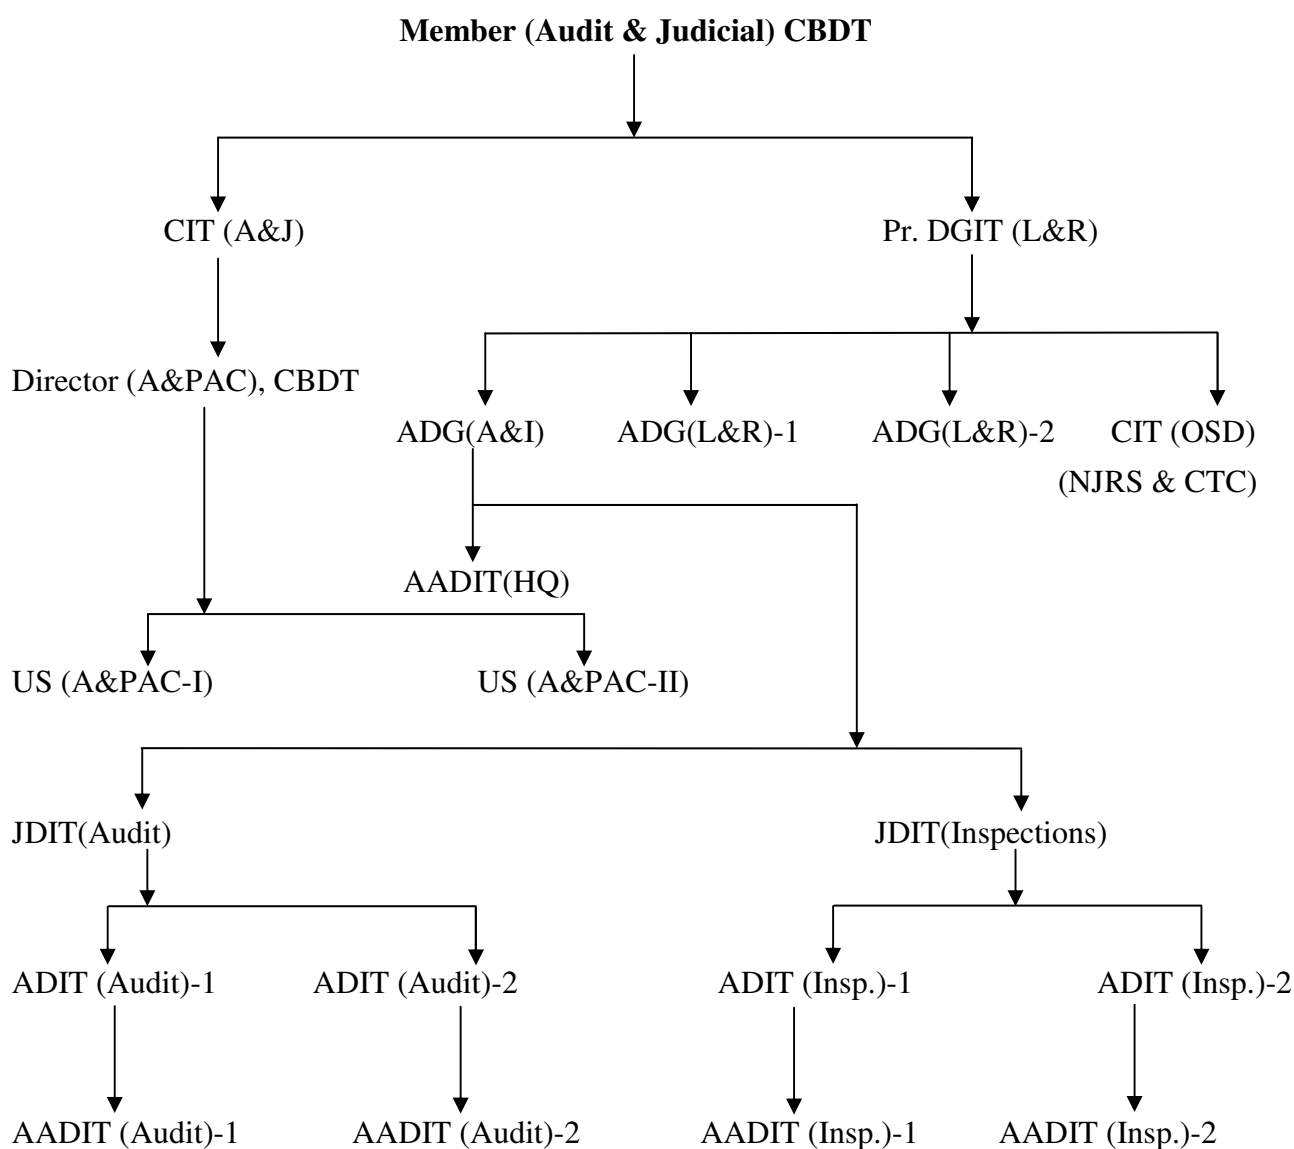 Member (Audit & Judicial) CBDT
CIT (A&J) Pr. DGIT (L&R)
Director (A&PAC), CBDT
ADG(A&I) ADG(L&R)-1 ADG(L&R)-2 CIT (OSD)
(NJRS & CTC)
AADIT(HQ)
US (A&PAC-I) US (A&PAC-II)
JDIT(Audit) JDIT(Inspections)
ADIT (Audit)-1 ADIT (Audit)-2 ADIT (Insp.)-1 ADIT (Insp.)-2
AADIT (Audit)-1 AADIT (Audit)-2 AADIT (Insp.)-1 AADIT (Insp.)-2